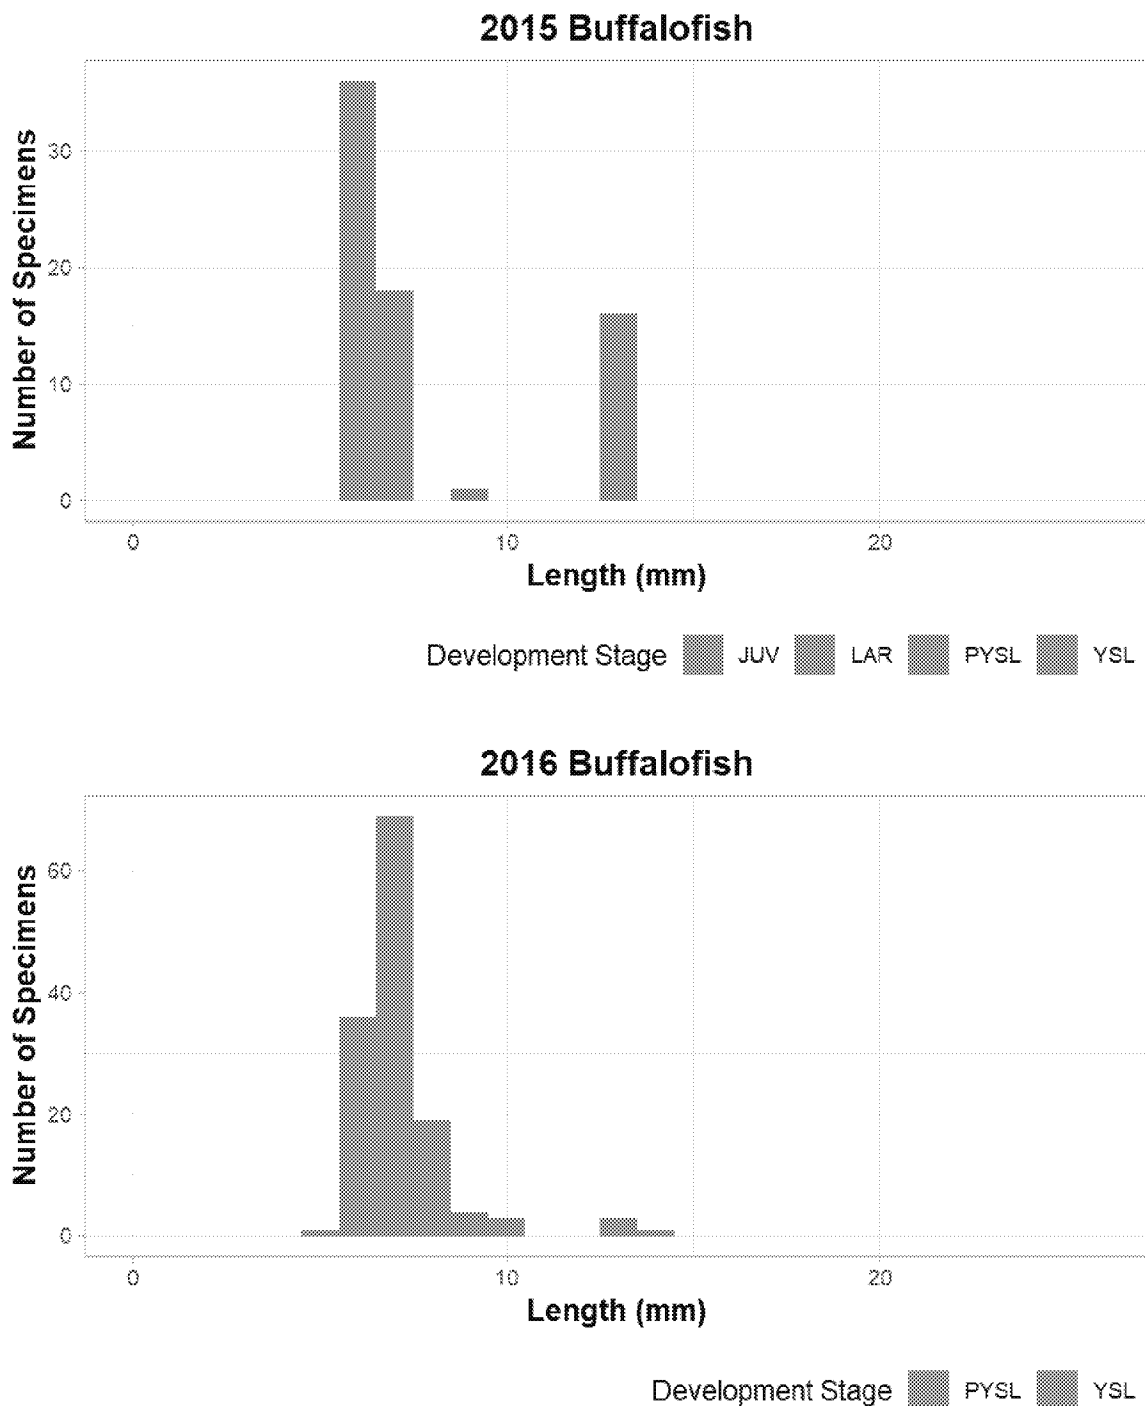 2015 Buffalofish
Number of Specimens
30
20
10
0
0 10 20
Length (mm)
Development Stage JUV LAR PYSL YSL
2016 Buffalofish
Number of Specimens
60
40
20
0
0 10 20
Length (mm)
Development Stage PYSL YSL